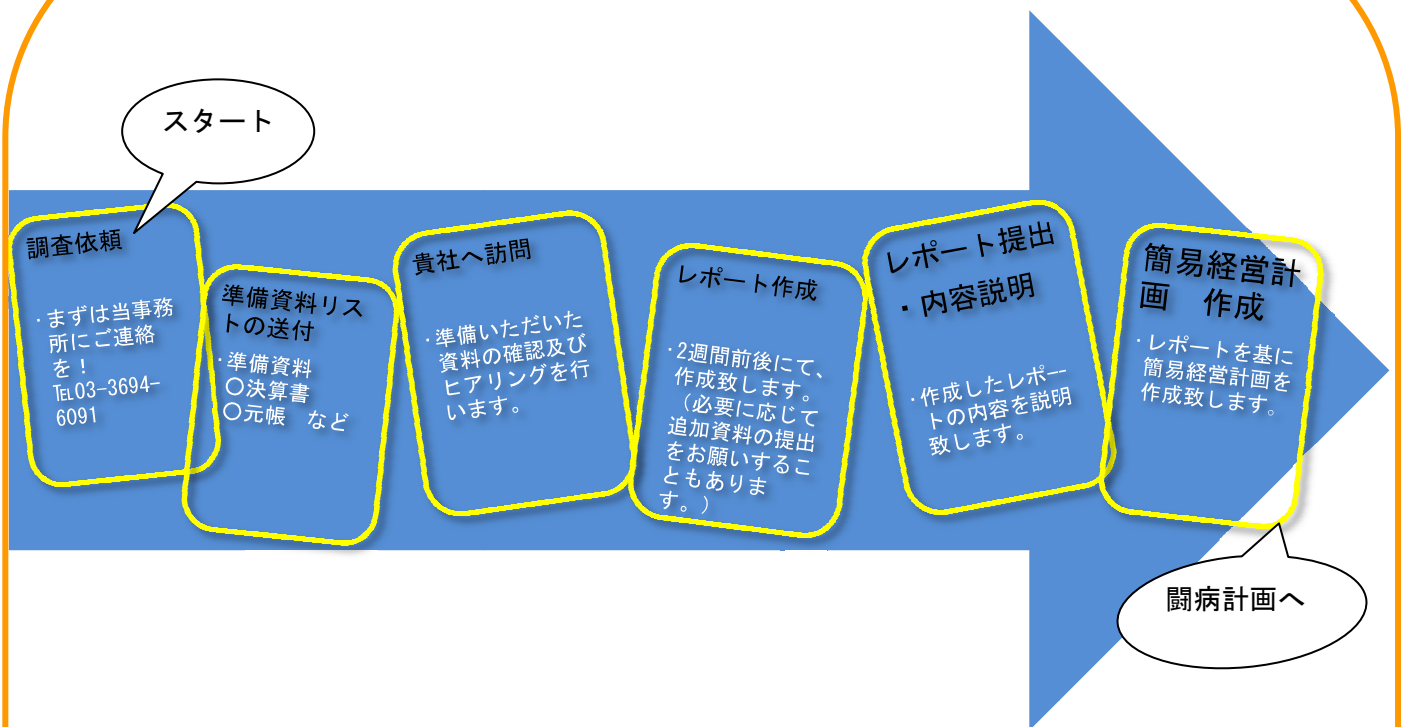 スタート
調査依頼
・まずは当事務
所にご連絡
を!
℡03-3694-
6091
準備資料リス
トの送付
・準備資料
〇決算書
〇元帳　など
貴社へ訪問
・準備いただいた
資料の確認及び
ヒアリングを行
います。
レポート作成
・2週間前後にて、
作成致します。
（必要に応じて
追加資料の提出
をお願いするこ
ともありま
す。）
レポート提出
・内容説明
・作成したレポー
トの内容を説明
致します。
簡易経営計
画　作成
・レポートを基に
簡易経営計画を
作成致します。
闘病計画へ